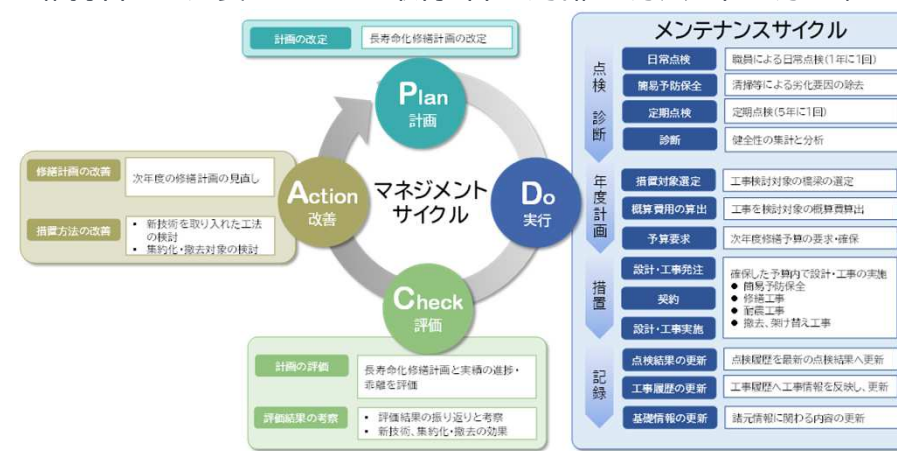 計画の改定
長寿命化修繕計画の改定
Plan
計画
修繕計画の改善
次年度の修繕計画の見直し
措置方法の改善
• 新技術を取り入れた工法
の検討
• 集約化・撤去対象の検討
Action
改善
マネジメント
サイクル
Do
実行
Check
評価
計画の評価
長寿命化修繕計画と実績の進捗・
乖離を評価
評価結果の考察
• 評価結果の振り返りと考察
• 新技術、集約化・撤去の効果
メンテナンスサイクル
点検 診断
日常点検
職員による日常点検(1年に1回)
簡易予防保全
清掃等による劣化要因の除去
定期点検
定期点検(5年に1回)
診断
健全性の集計と分析
年度計画
措置対象選定
工事検討対象の橋梁の選定
概算費用の算出
工事を検討対象の概算費算出
予算要求
次年度修繕予算の要求・確保
措置
設計・工事発注
契約
設計・工事実施
確保した予算内で設計・工事の実施
● 簡易予防保全
● 修繕工事
● 耐震工事
● 撤去、架け替え工事
記録
点検結果の更新
点検履歴を最新の点検結果へ更新
工事履歴の更新
工事履歴へ工事情報を反映し、更新
基礎情報の更新
諸元情報に関わる内容の更新